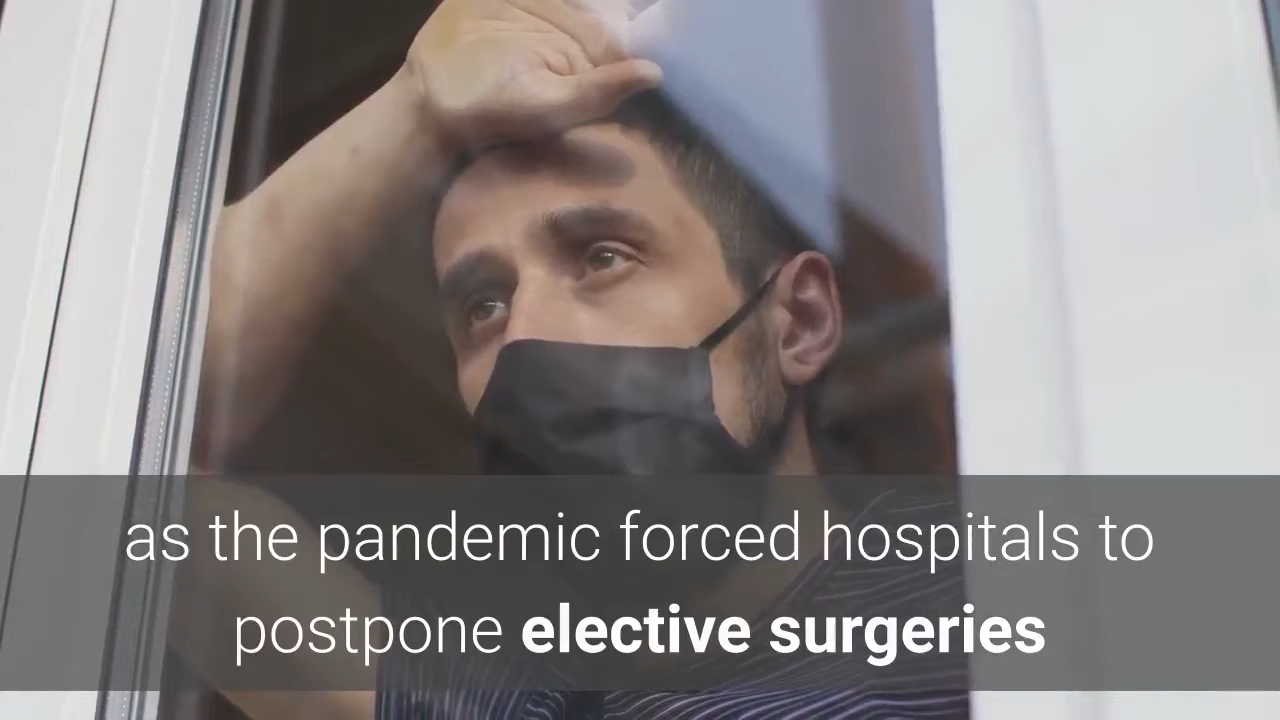 as the pandemic forced hospitals to
postpone elective surgeries